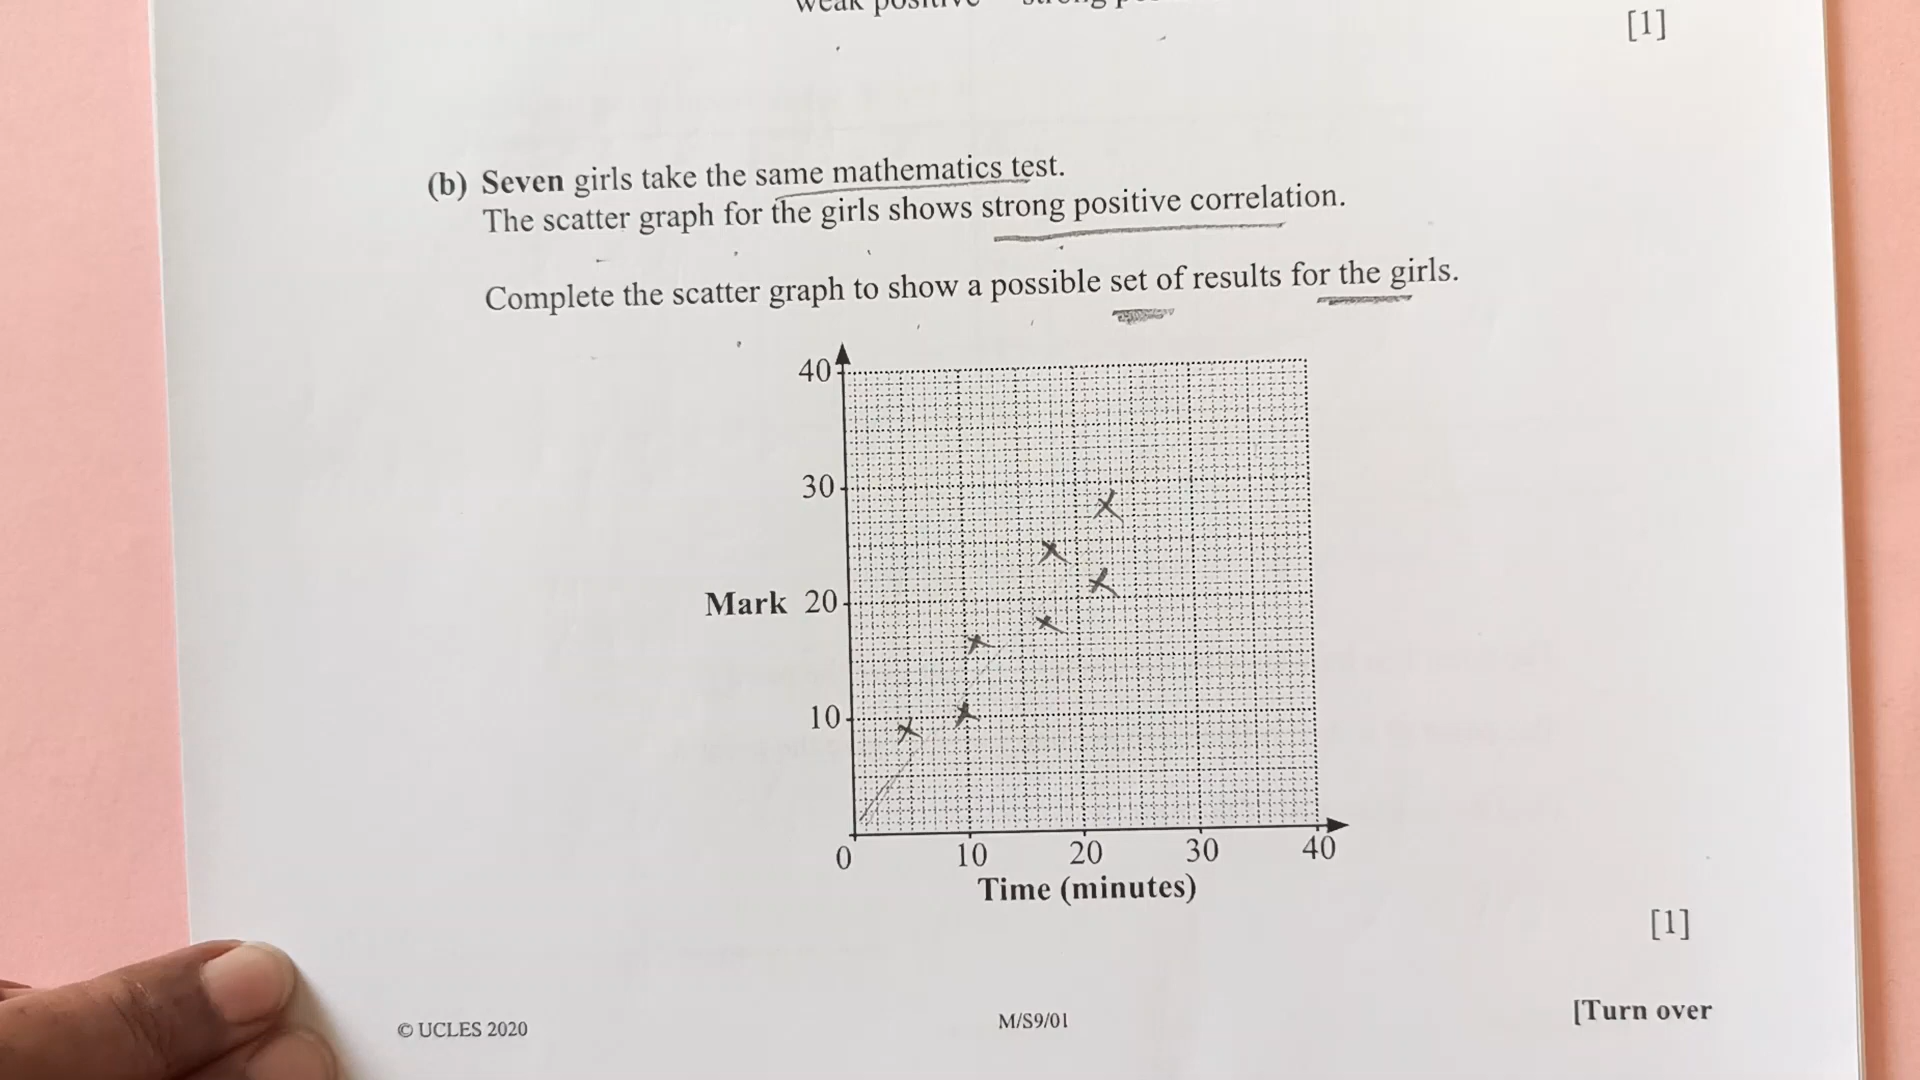 weak positive
[1]
(b) Seven girls take the same mathematics test.
The scatter graph for the girls shows strong positive correlation.
Complete the scatter graph to show a possible set of results for the girls.
40
30
Mark 20
10
0 10 20 30 40
Time (minutes)
[1]
[Turn over
© UCLES 2020
M/S9/01